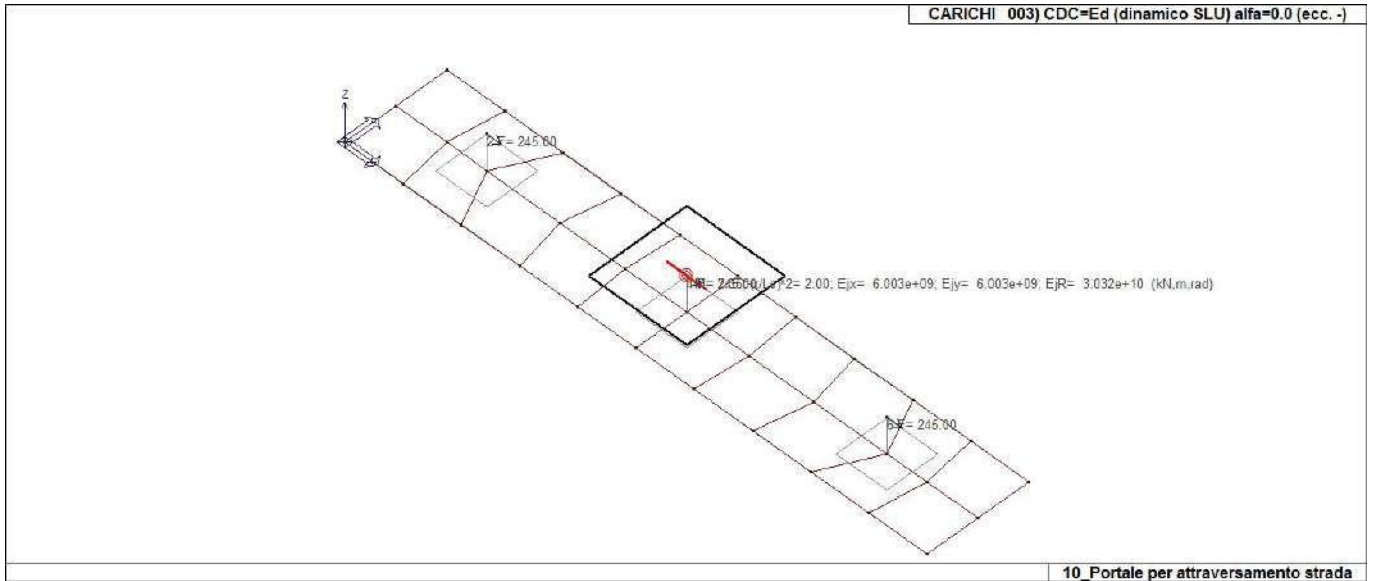 CARICHI 003) CDC=Ed (dinamico SLU) alfa=0.0 (ecc. -)
Z
F= 245.00
2= 2.00; Ejx= 6.003e+09; Ejy= 6.003e+09; EjR= 3.032e+10 (kN,m,rad)
F= 245.00
10_Portale per attraversamento strada